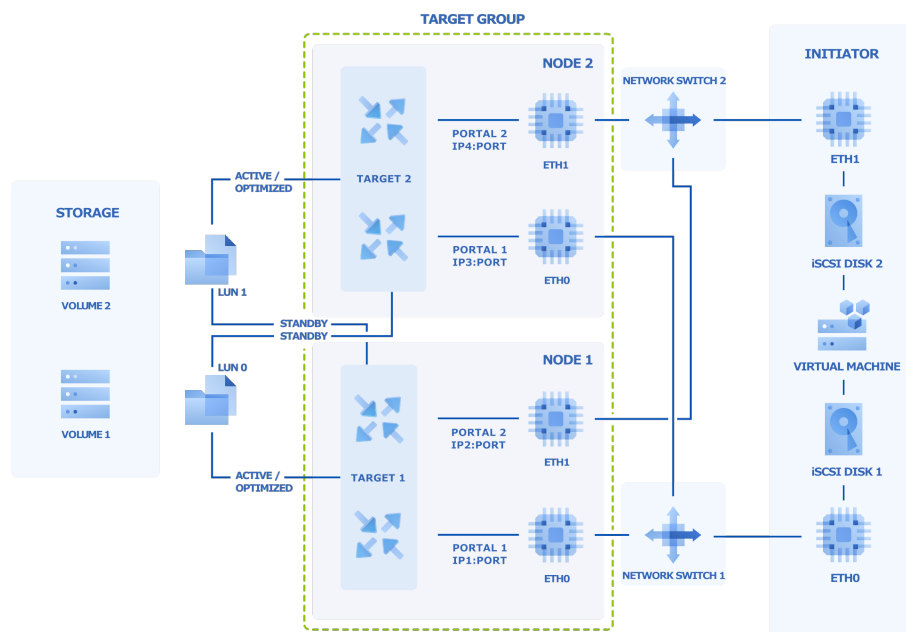 TARGET GROUP
STORAGE
VOLUME 2
VOLUME 1
LUN 1
LUN 0
ACTIVE /
OPTIMIZED
STANDBY
STANDBY
ACTIVE /
OPTIMIZED
NODE 2
TARGET 2
PORTAL 2
IP4:PORT
ETH1
PORTAL 1
IP3:PORT
ETH0
NODE 1
TARGET 1
PORTAL 2
IP2:PORT
ETH1
PORTAL 1
IP1:PORT
ETH0
NETWORK SWITCH 2
NETWORK SWITCH 1
INITIATOR
ETH1
iSCSI DISK 2
VIRTUAL MACHINE
iSCSI DISK 1
ETH0